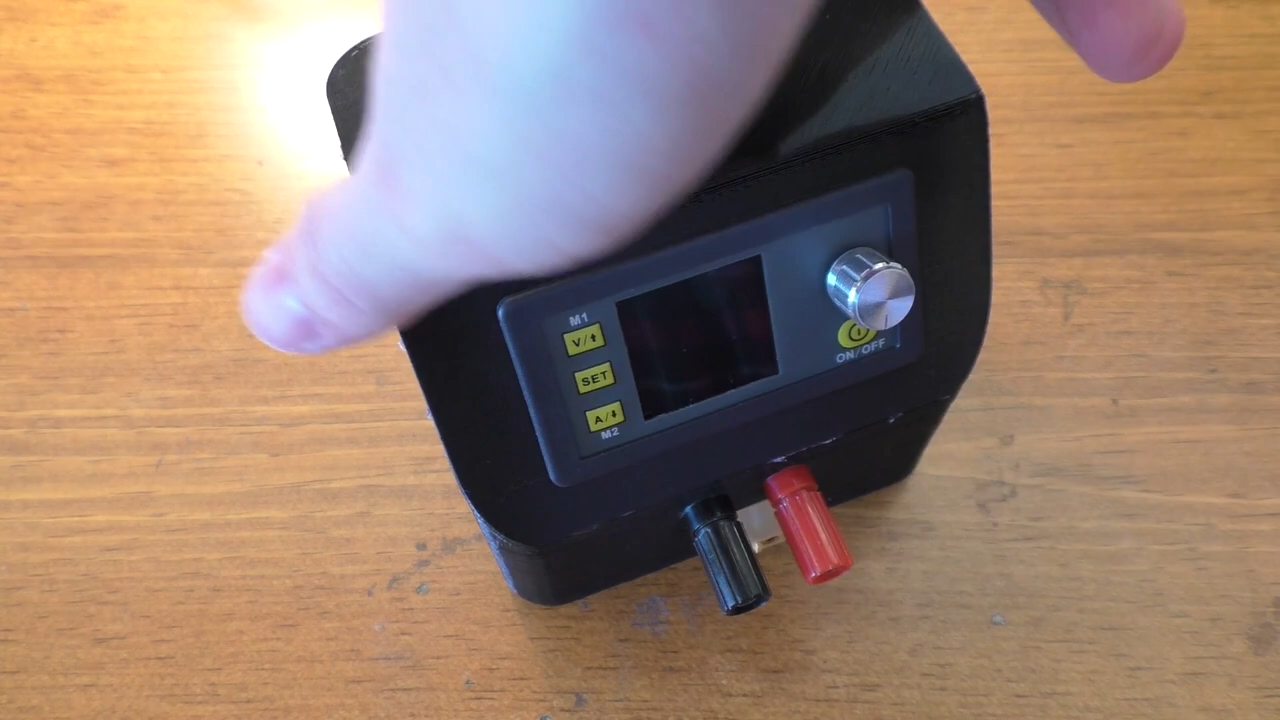 M1
V/⬆
SET
A/⬇
M2
ON/OFF